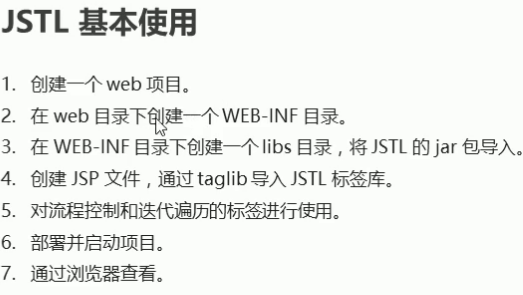 JSTL 基本使用
1. 创建一个 web 项目。
2. 在 web 目录下创建一个 WEB-INF 目录。
3. 在 WEB-INF 目录下创建一个 libs 目录，将 JSTL 的 jar 包导入。
4. 创建 JSP 文件，通过 taglib 导入 JSTL 标签库。
5. 对流程控制和迭代遍历的标签进行使用。
6. 部署并启动项目。
7. 通过浏览器查看。